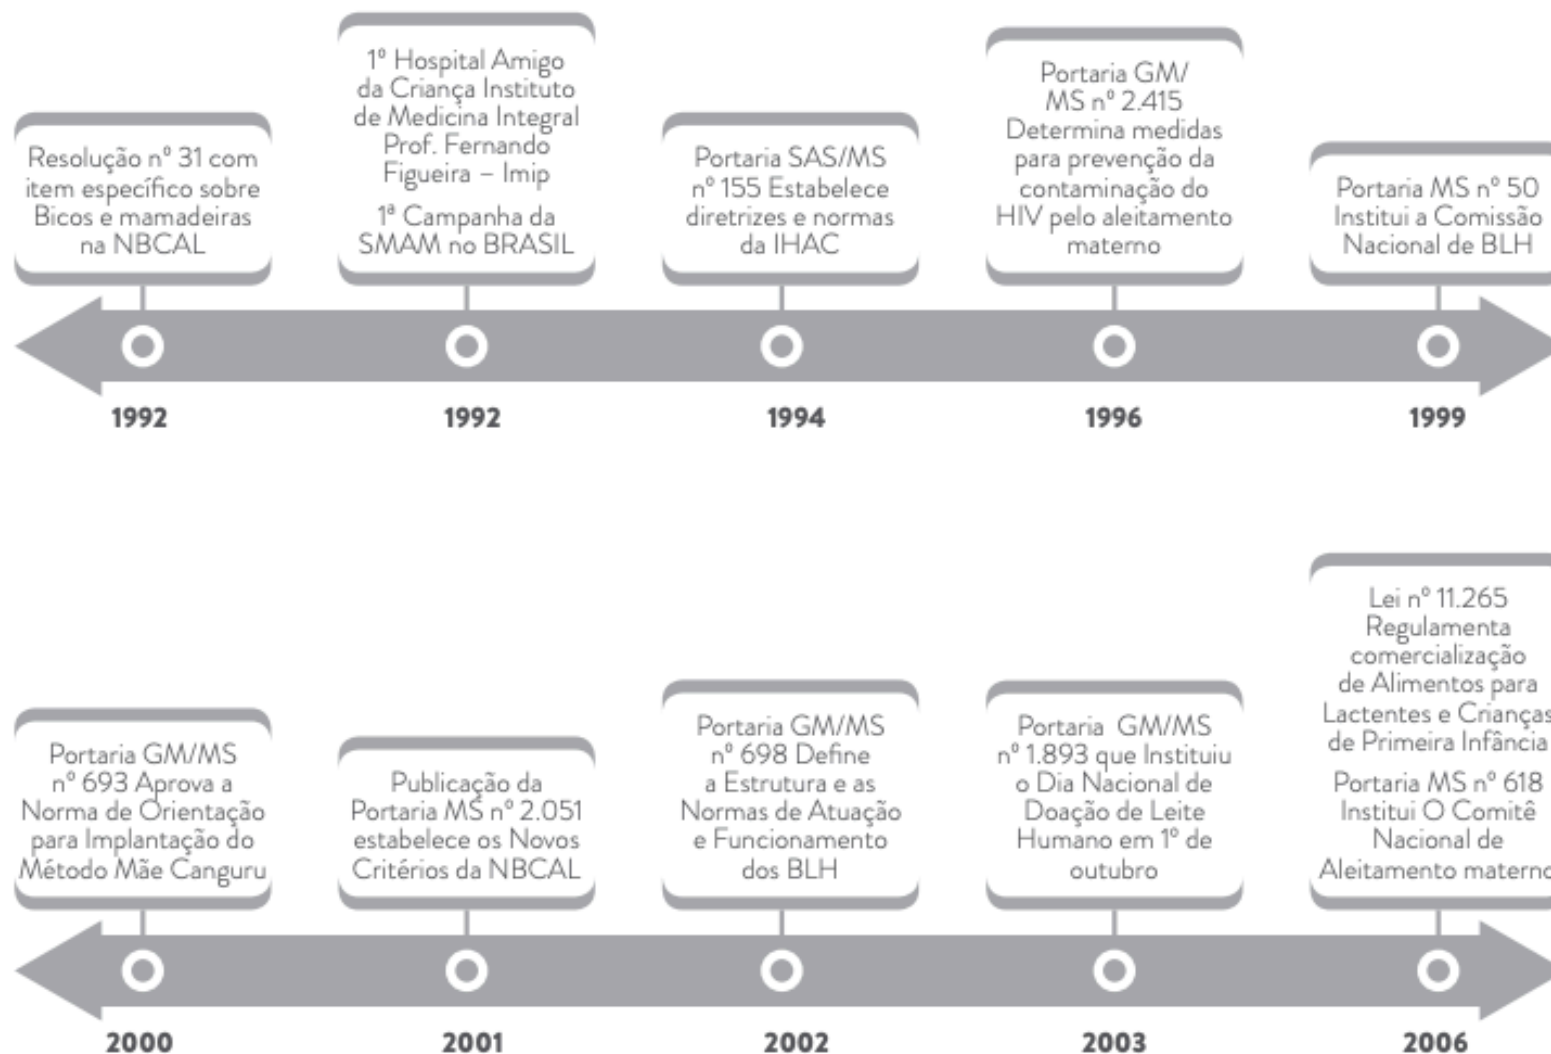 Resolução nº 31 com
item específico sobre
Bicos e mamadeiras
na NBCAL
1º Hospital Amigo
da Criança Instituto
de Medicina Integral
Prof. Fernando
Figueira – Imip
1ª Campanha da
SMAM no BRASIL
Portaria SAS/MS
nº 155 Estabelece
diretrizes e normas
da IHAC
Portaria GM/
MS nº 2.415
Determina medidas
para prevenção da
contaminação do
HIV pelo aleitamento
materno
Portaria MS nº 50
Institui a Comissão
Nacional de BLH
1992
1992
1994
1996
1999
Portaria GM/MS
nº 693 Aprova a
Norma de Orientação
para Implantação do
Método Mãe Canguru
Publicação da
Portaria MS nº 2.051
estabelece os Novos
Critérios da NBCAL
Portaria GM/MS
nº 698 Define
a Estrutura e as
Normas de Atuação
e Funcionamento
dos BLH
Portaria GM/MS
nº 1.893 que Instituiu
o Dia Nacional de
Doação de Leite
Humano em 1º de
outubro
Lei nº 11.265
Regulamenta
comercialização
de Alimentos para
Lactentes e Crianças
de Primeira Infância
Portaria MS nº 618
Institui O Comitê
Nacional de
Aleitamento materno
2000
2001
2002
2003
2006